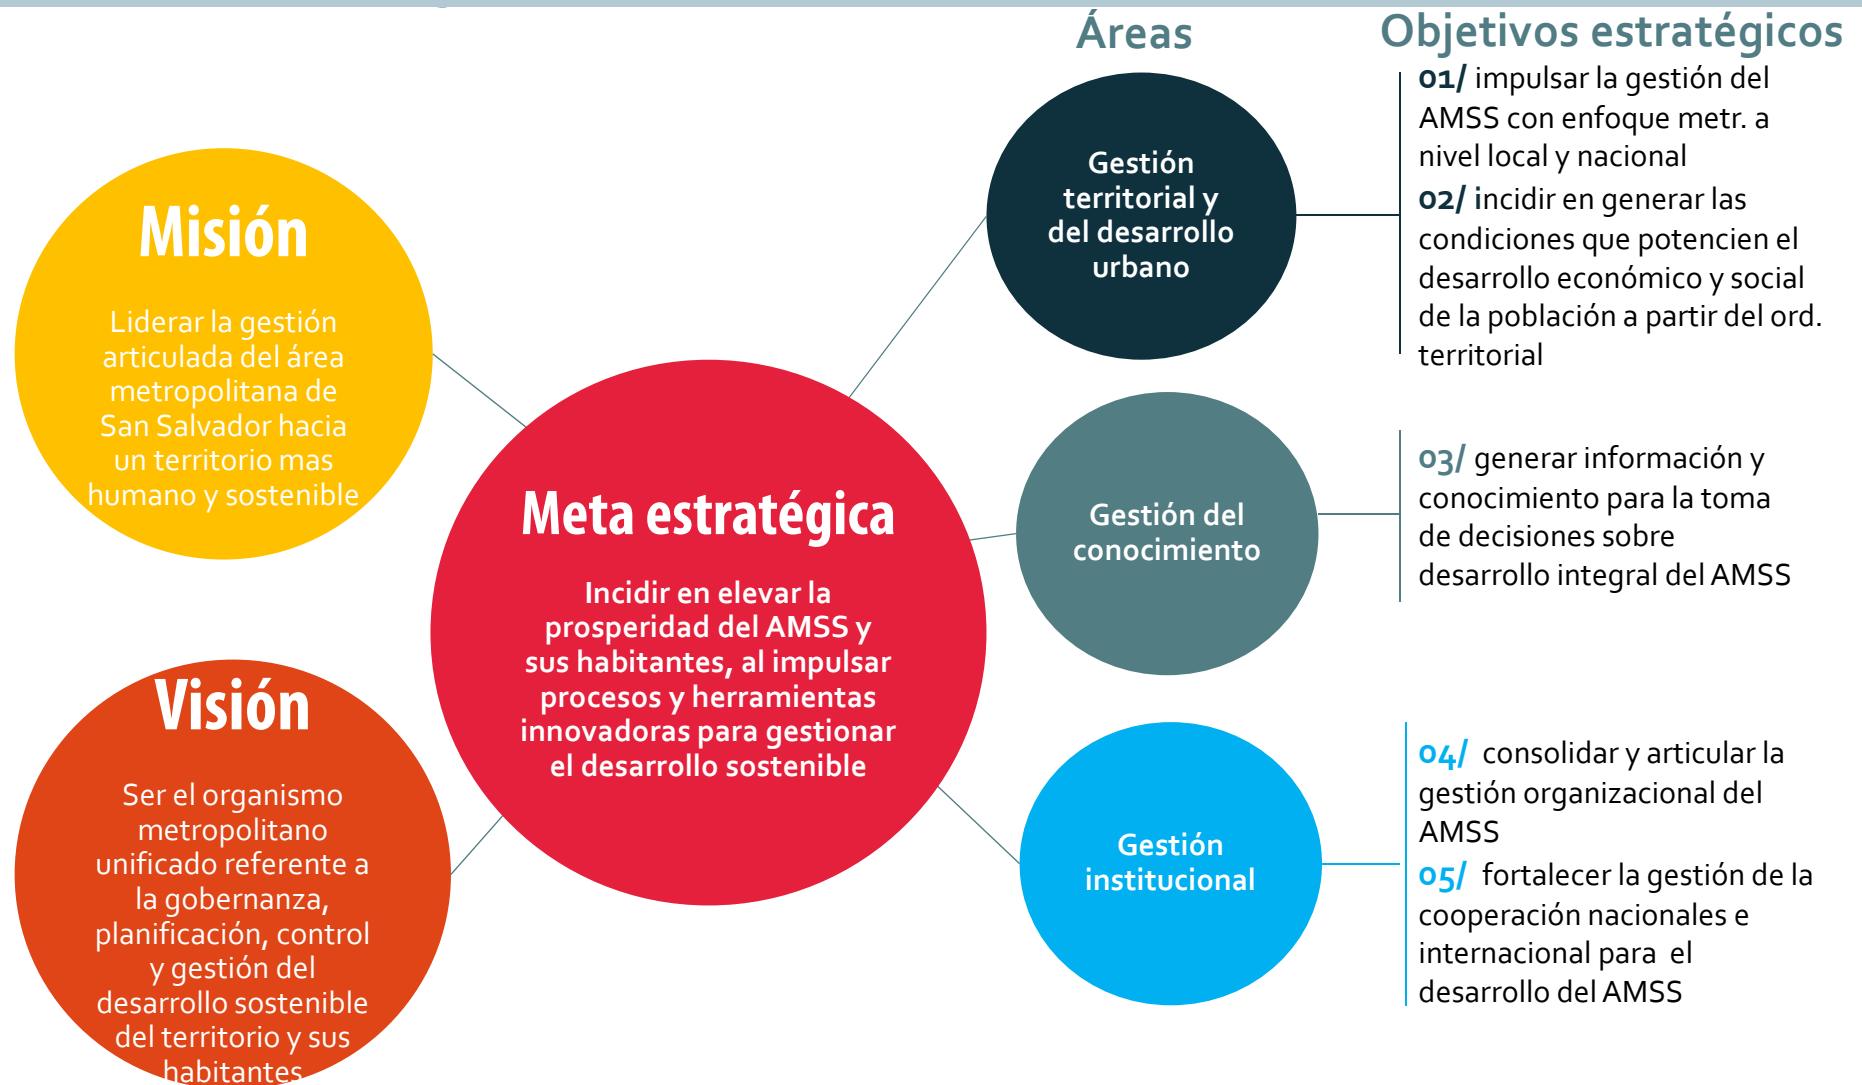 Misión
Liderar la gestión
articulada del área
metropolitana de
San Salvador hacia
un territorio mas
humano y sostenible
Visión
Ser el organismo
metropolitano
unificado referente a
la gobernanza,
planificación, control
y gestión del
desarrollo sostenible
del territorio y sus
habitantes
Meta estratégica
Incidir en elevar la
prosperidad del AMSS y
sus habitantes, al impulsar
procesos y herramientas
innovadoras para gestionar
el desarrollo sostenible
Áreas
Gestión
territorial y
del desarrollo
urbano
Gestión del
conocimiento
Gestión
institucional
Objetivos estratégicos
01/ impulsar la gestión del
AMSS con enfoque metr. a
nivel local y nacional
02/ incidir en generar las
condiciones que potencien el
desarrollo económico y social
de la población a partir del ord.
territorial
03/ generar información y
conocimiento para la toma
de decisiones sobre
desarrollo integral del AMSS
04/ consolidar y articular la
gestión organizacional del
AMSS
05/ fortalecer la gestión de la
cooperación nacionales e
internacional para el
desarrollo del AMSS